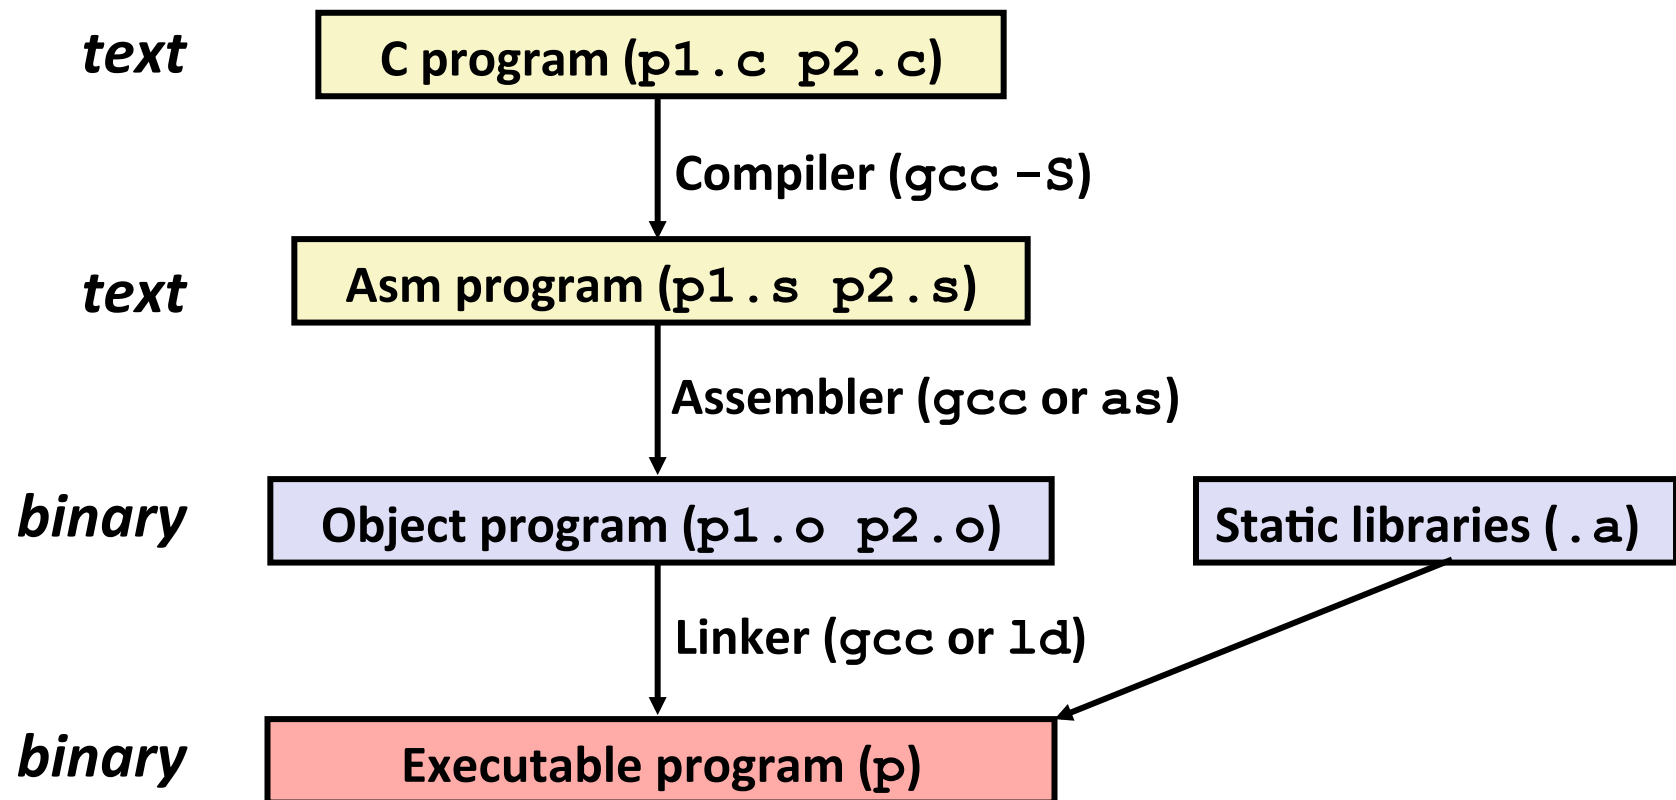 text
C program (p1.c p2.c)
Compiler (gcc –S)
text
Asm program (p1.s p2.s)
Assembler (gcc or as)
binary
Object program (p1.o p2.o)
Static libraries (.a)
Linker (gcc or ld)
binary
Executable program (p)